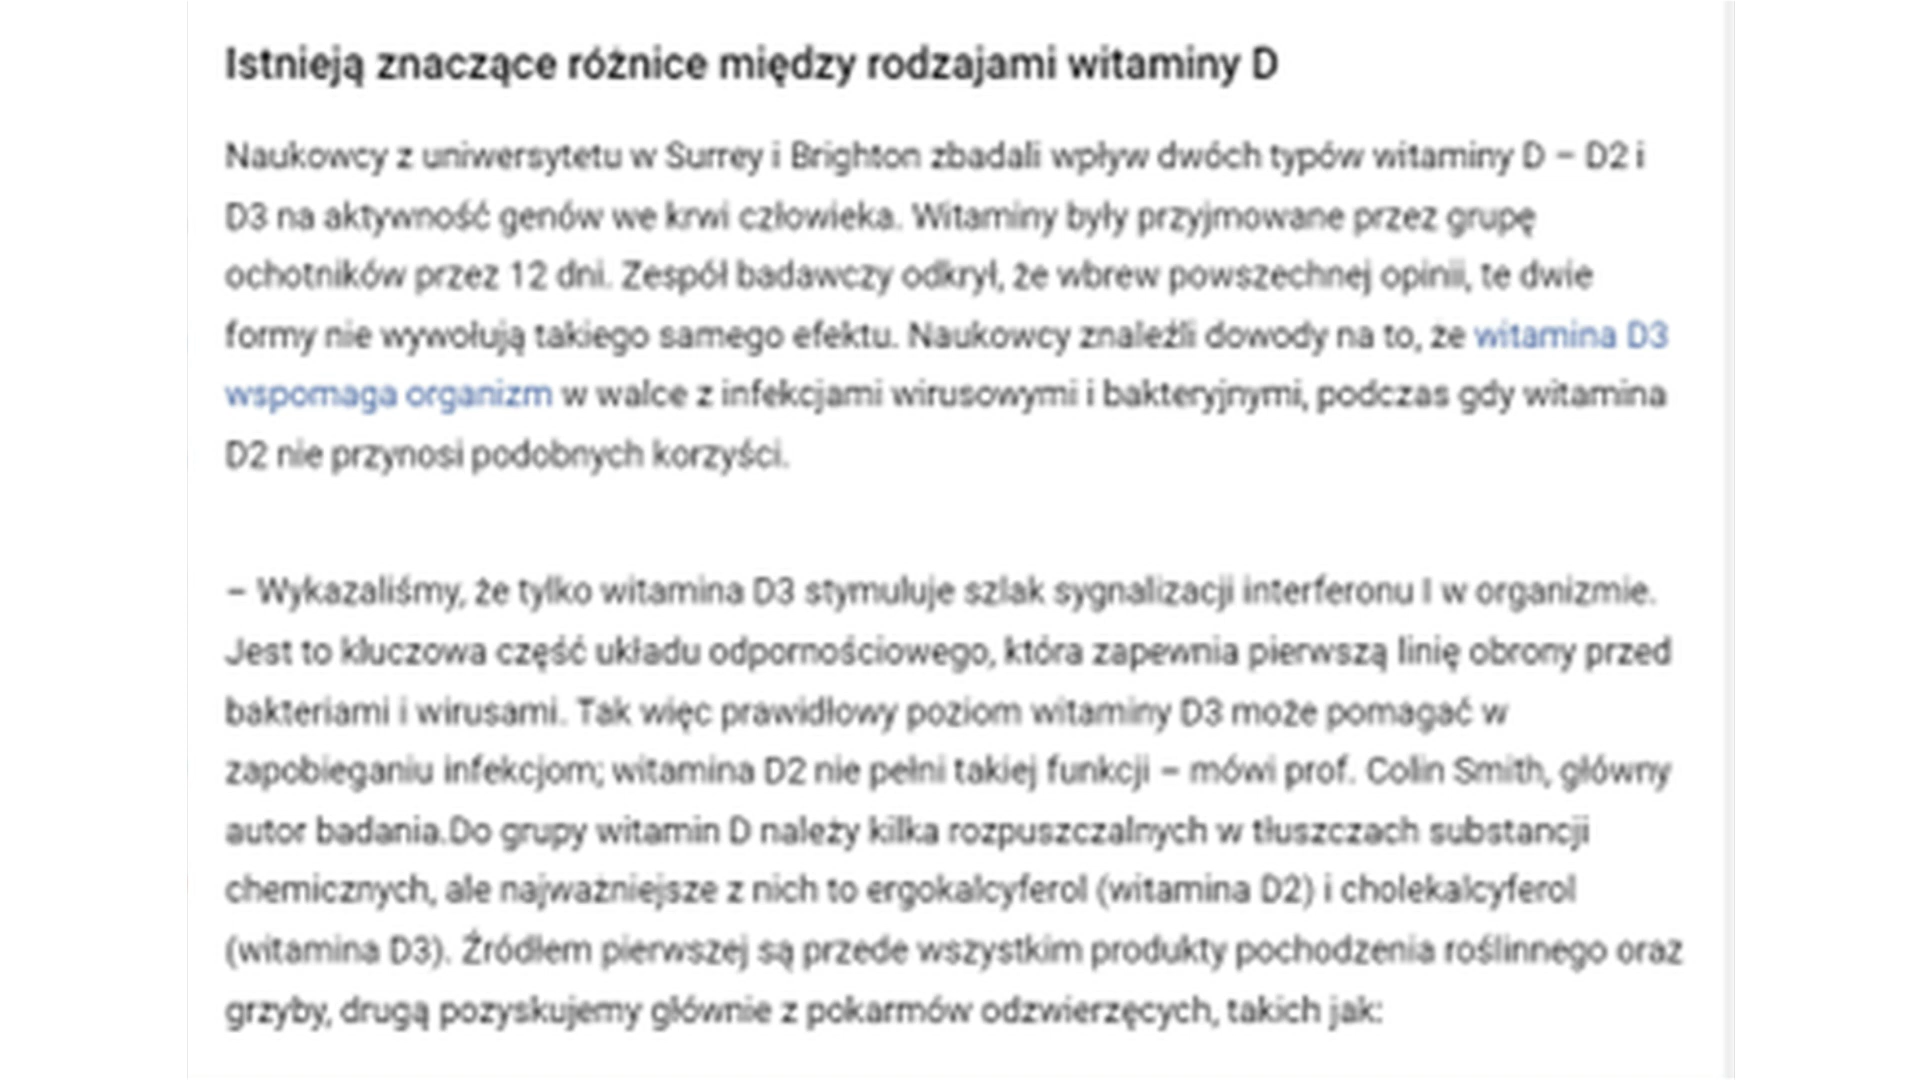 Istnieją znaczące różnice między rodzajami witaminy D
Naukowcy z uniwersytetu w Surrey i Brighton zbadali wpływ dwóch typów witaminy D – D2 i
D3 na aktywność genów we krwi człowieka. Witaminy były przyjmowane przez grupę
ochotników przez 12 dni. Zespół badawczy odkrył, że wbrew powszechnej opinii, te dwie
formy nie wywołują takiego samego efektu. Naukowcy znaleźli dowody na to, że witamina D3
wspomaga organizm w walce z infekcjami wirusowymi i bakteryjnymi, podczas gdy witamina
D2 nie przynosi podobnych korzyści.
– Wykazaliśmy, że tylko witamina D3 stymuluje szlak sygnalizacji interferonu I w organizmie.
Jest to kluczowa część układu odpornościowego, która zapewnia pierwszą linię obrony przed
bakteriami i wirusami. Tak więc prawidłowy poziom witaminy D3 może pomagać w
zapobieganiu infekcjom; witamina D2 nie pełni takiej funkcji – mówi prof. Colin Smith, główny
autor badania.Do grupy witamin D należy kilka rozpuszczalnych w tłuszczach substancji
chemicznych, ale najważniejsze z nich to ergokalcyferol (witamina D2) i cholekalcyferol
(witamina D3). Źródłem pierwszej są przede wszystkim produkty pochodzenia roślinnego oraz
grzyby, drugą pozyskujemy głównie z pokarmów odzwierzęcych, takich jak: